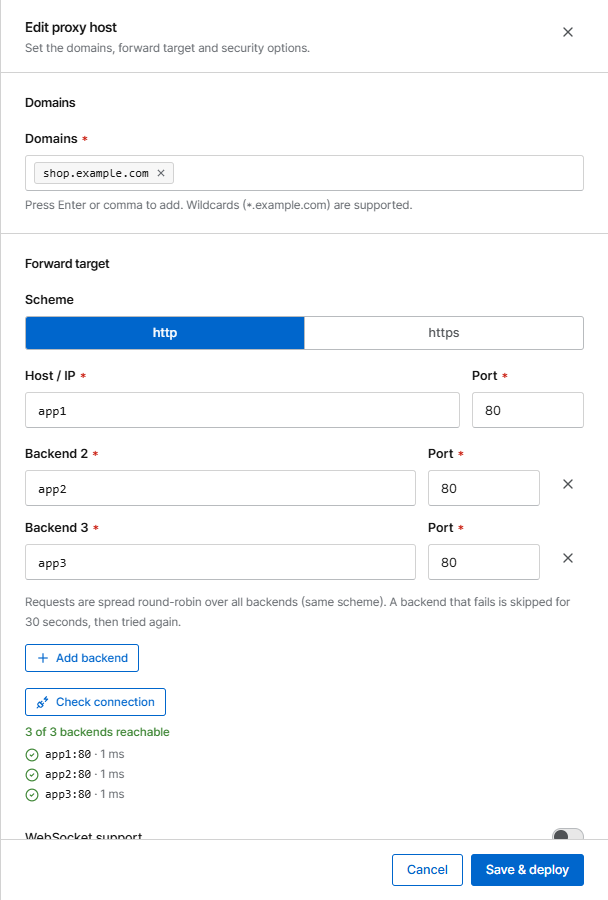 Edit proxy host
Set the domains, forward target and security options.
Domains
Domains *
shop.example.com ×
Press Enter or comma to add. Wildcards (*.example.com) are supported.
Forward target
Scheme
http https
Host / IP * Port *
app1 80
Backend 2 * Port *
app2 80
Backend 3 * Port *
app3 80
Requests are spread round-robin over all backends (same scheme). A backend that fails is skipped for
30 seconds, then tried again.
+ Add backend
Check connection
3 of 3 backends reachable
app1:80 · 1 ms
app2:80 · 1 ms
app3:80 · 1 ms
WebSocket support
Cancel Save & deploy